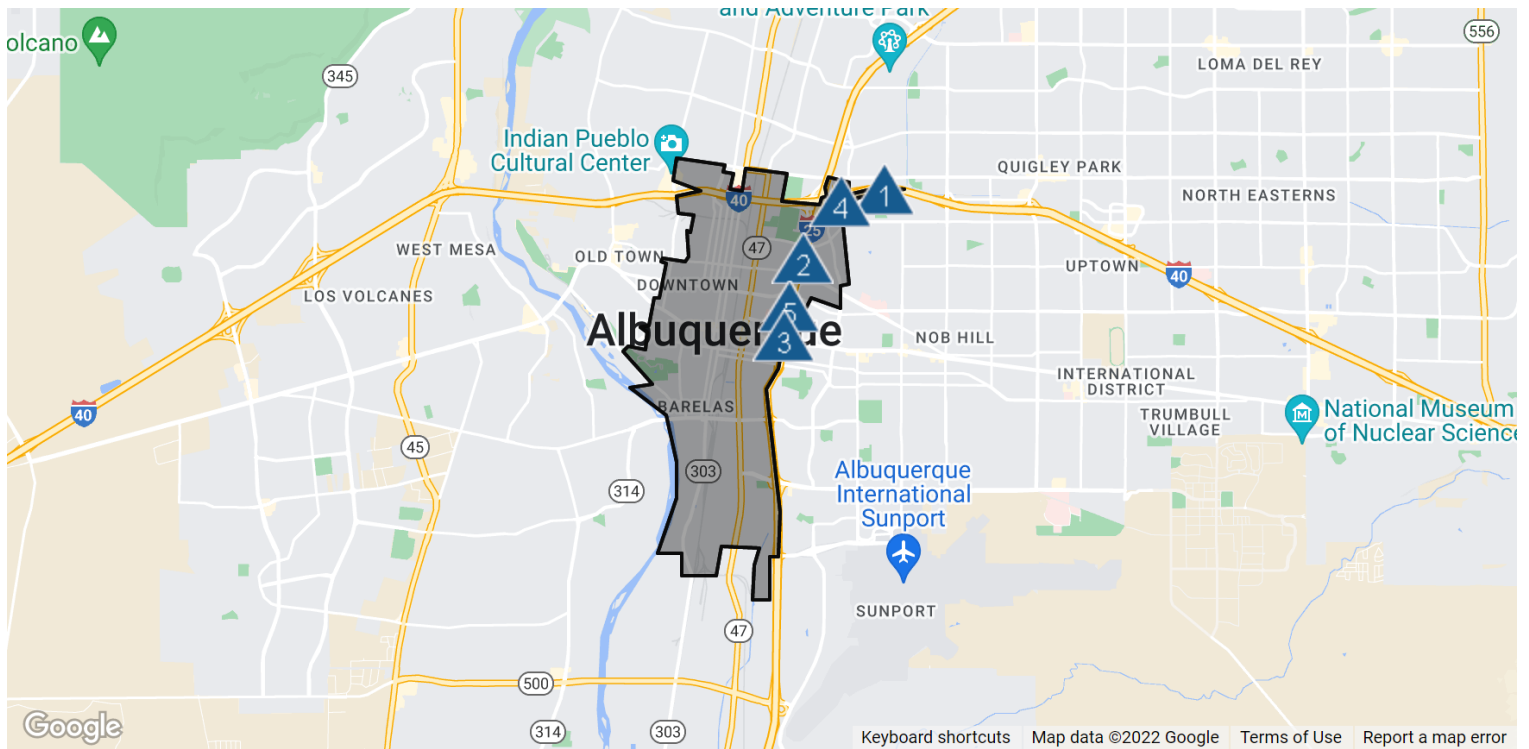 and Adventure Park
olcano
556
LOMA DEL REY
345
Indian Pueblo
Cultural Center
QUIGLEY PARK
NORTH EASTERNS
1
40
4
25
WEST MESA
OLD TOWN
47
2
UPTOWN
40
DOWNTOWN
LOS VOLCANES
5
Albuquerque
3
NOB HILL
INTERNATIONAL
DISTRICT
40
BARELAS
TRUMBULL
VILLAGE
National Museum
of Nuclear Science
45
303
314
Albuquerque
International
Sunport
SUNPORT
47
500
314
303
Google
Keyboard shortcuts
Map data ©2022 Google
Terms of Use
Report a map error